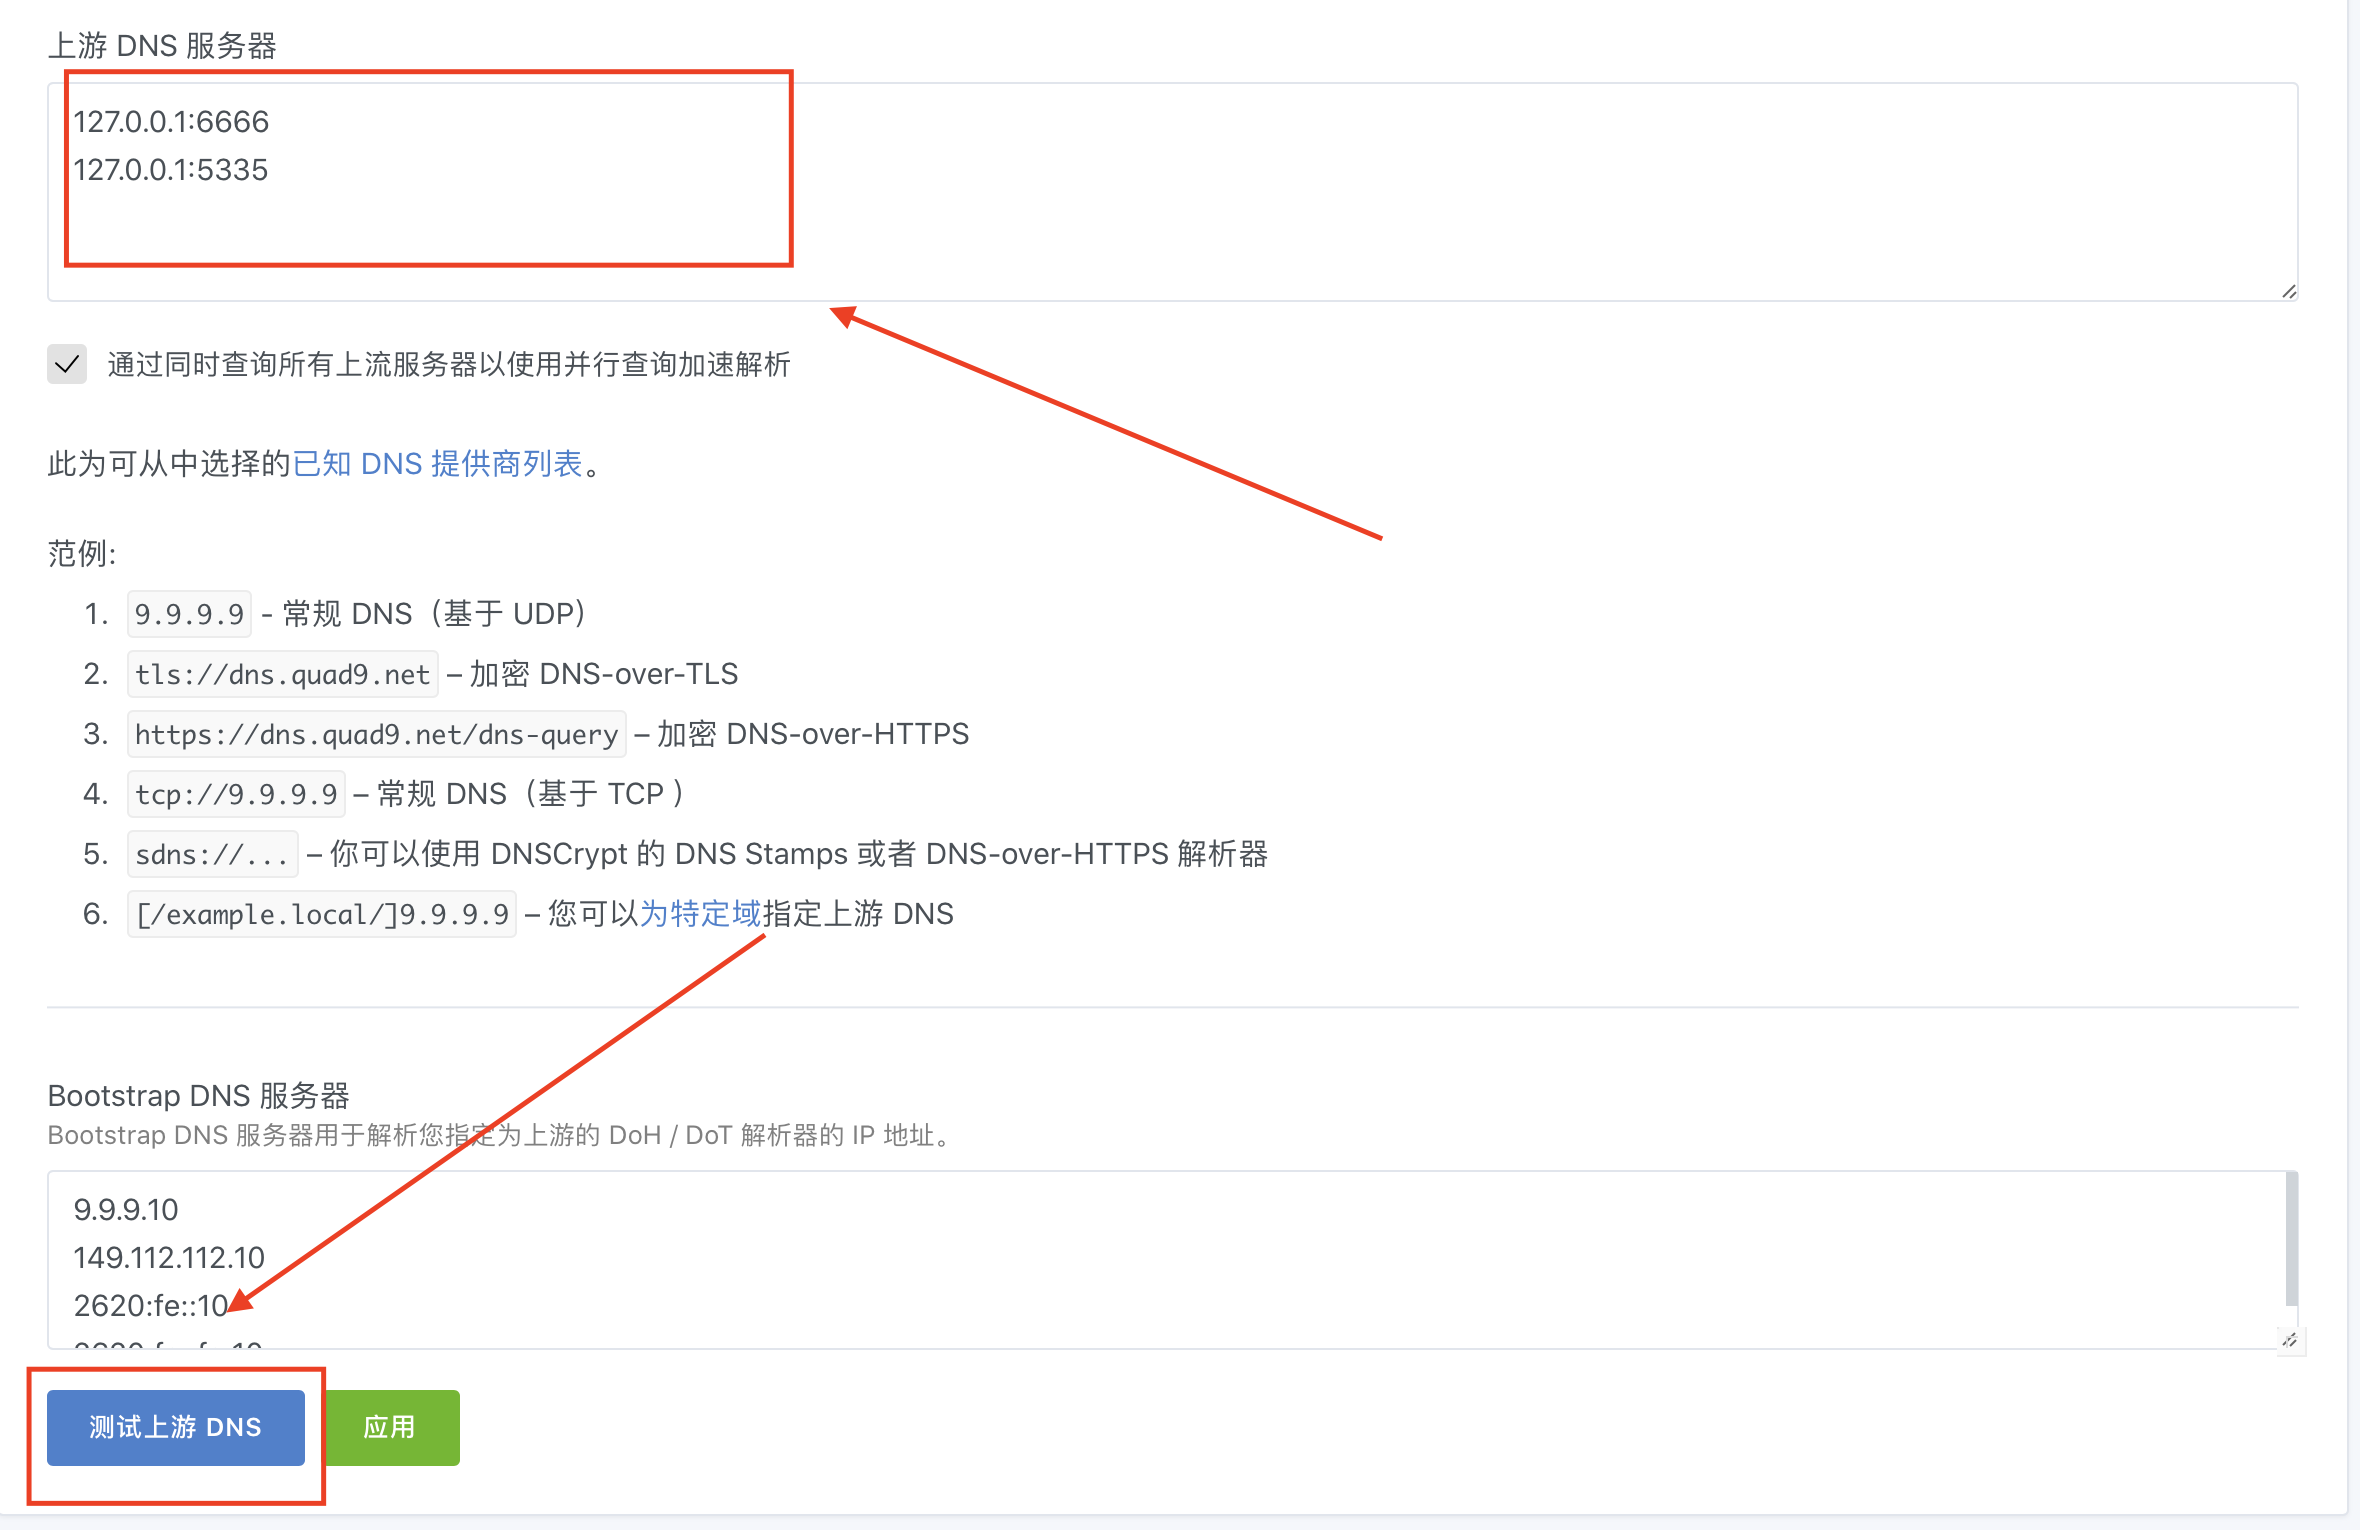 上游 DNS 服务器
127.0.0.1:6666
127.0.0.1:5335
通过同时查询所有上流服务器以使用并行查询加速解析
此为可从中选择的已知 DNS 提供商列表。
范例:
1. 9.9.9.9 - 常规 DNS（基于 UDP）
2. tls://dns.quad9.net – 加密 DNS-over-TLS
3. https://dns.quad9.net/dns-query – 加密 DNS-over-HTTPS
4. tcp://9.9.9.9 – 常规 DNS（基于 TCP ）
5. sdns://... – 你可以使用 DNSCrypt 的 DNS Stamps 或者 DNS-over-HTTPS 解析器
6. [/example.local/]9.9.9.9 – 您可以为特定域指定上游 DNS
Bootstrap DNS 服务器
Bootstrap DNS 服务器用于解析您指定为上游的 DoH / DoT 解析器的 IP 地址。
9.9.9.10
149.112.112.10
2620:fe::10
测试上游 DNS
应用